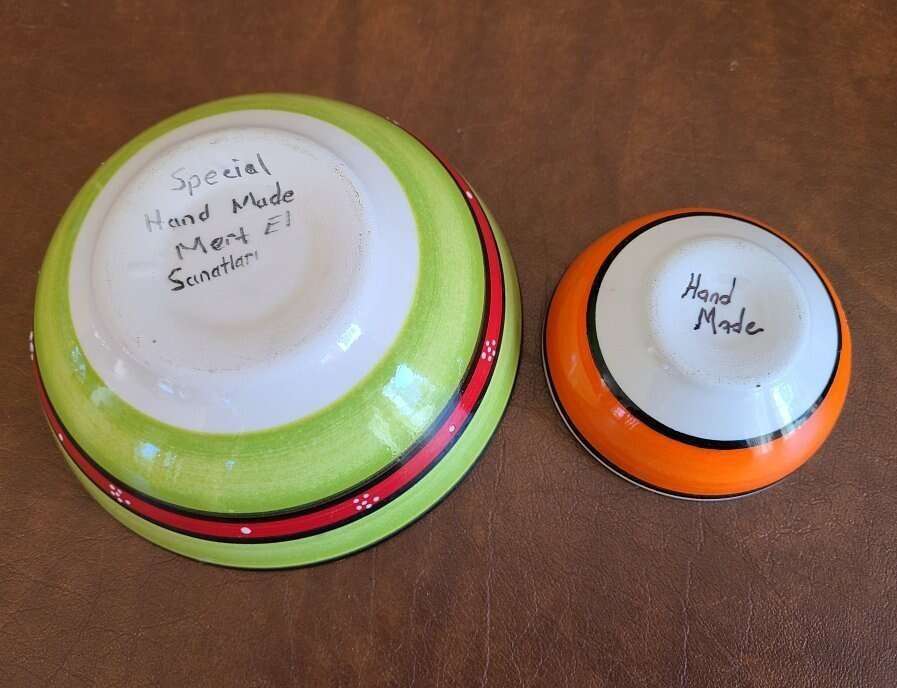 Special
Hand Made
Mert El
Sanatları
Hand
Made